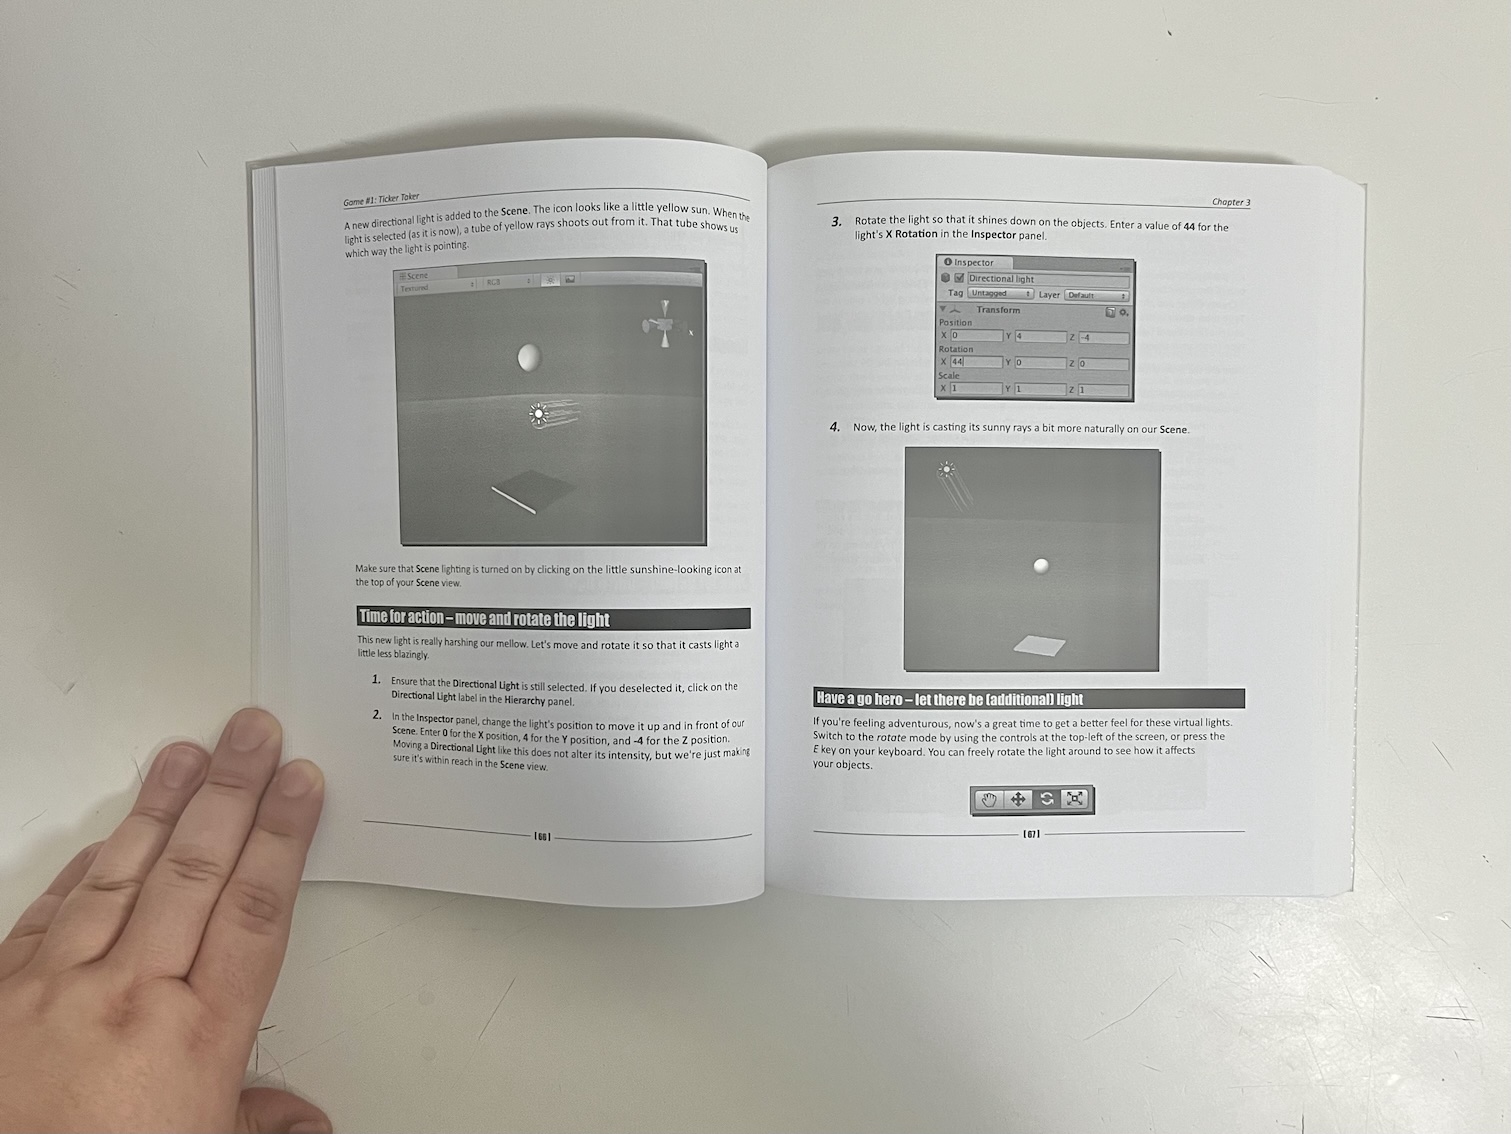 Game #1: Ticker Taker
A new directional light is added to the Scene. The icon looks like a little yellow sun. When the
light is selected (as it is now), a tube of yellow rays shoots out from it. That tube shows us
which way the light is pointing.
Scene
Textured RGB
x
Make sure that Scene lighting is turned on by clicking on the little sunshine-looking icon at
the top of your Scene view.
Time for action – move and rotate the light
This new light is really harshing our mellow. Let's move and rotate it so that it casts light a
little less blazingly.
1. Ensure that the Directional Light is still selected. If you deselected it, click on the
Directional Light label in the Hierarchy panel.
2. In the Inspector panel, change the light's position to move it up and in front of our
Scene. Enter 0 for the X position, 4 for the Y position, and -4 for the Z position.
Moving a Directional Light like this does not alter its intensity, but we're just making
sure it's within reach in the Scene view.
[66]
Chapter 3
3. Rotate the light so that it shines down on the objects. Enter a value of 44 for the
light's X Rotation in the Inspector panel.
Inspector
Directional light
Tag Untagged Layer Default
Transform
Position
X 0 Y 4 Z -4
Rotation
X 44 Y 0 Z 0
Scale
X 1 Y 1 Z 1
4. Now, the light is casting its sunny rays a bit more naturally on our Scene.
Have a go hero – let there be (additional) light
If you're feeling adventurous, now's a great time to get a better feel for these virtual lights.
Switch to the rotate mode by using the controls at the top-left of the screen, or press the
E key on your keyboard. You can freely rotate the light around to see how it affects
your objects.
[67]